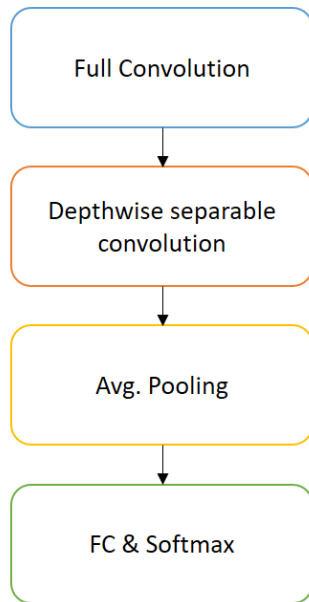 Full Convolution
Depthwise separable
convolution
Avg. Pooling
FC & Softmax